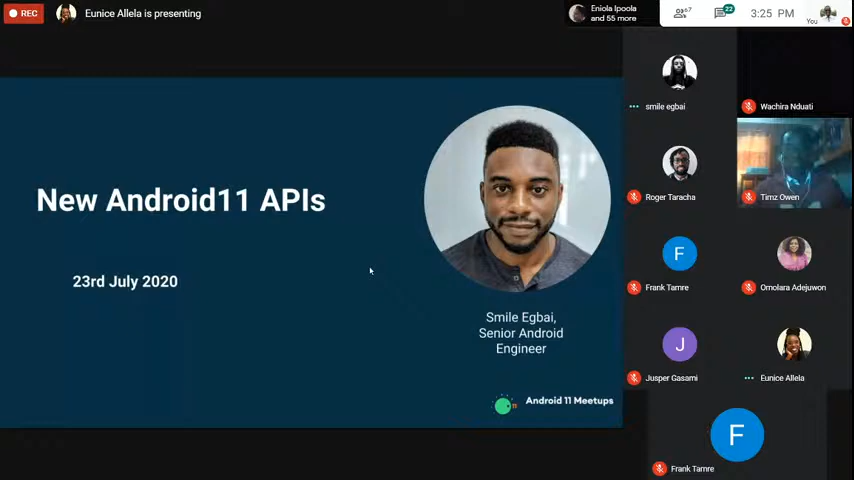 REC
Eunice Allela is presenting
Eniola Ipoola
and 55 more
67
22
3:25 PM
You
New Android11 APIs
23rd July 2020
Smile Egbai,
Senior Android
Engineer
Android 11 Meetups
smile egbai
Wachira Nduati
Roger Taracha
Timz Owen
F
Frank Tamre
Omolara Adejuwon
J
Jusper Gasami
Eunice Allela
F
Frank Tamre